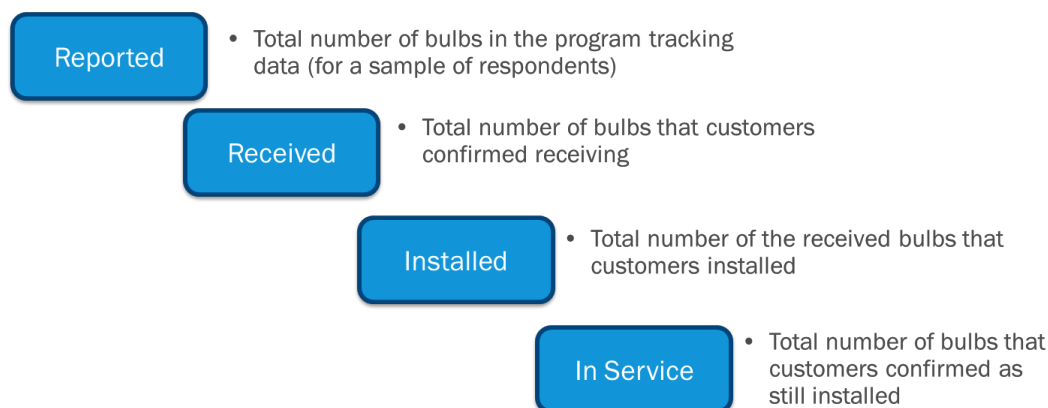 Reported
• Total number of bulbs in the program tracking
data (for a sample of respondents)
Received
• Total number of bulbs that customers
confirmed receiving
Installed
• Total number of the received bulbs that
customers installed
In Service
• Total number of bulbs that
customers confirmed as
still installed